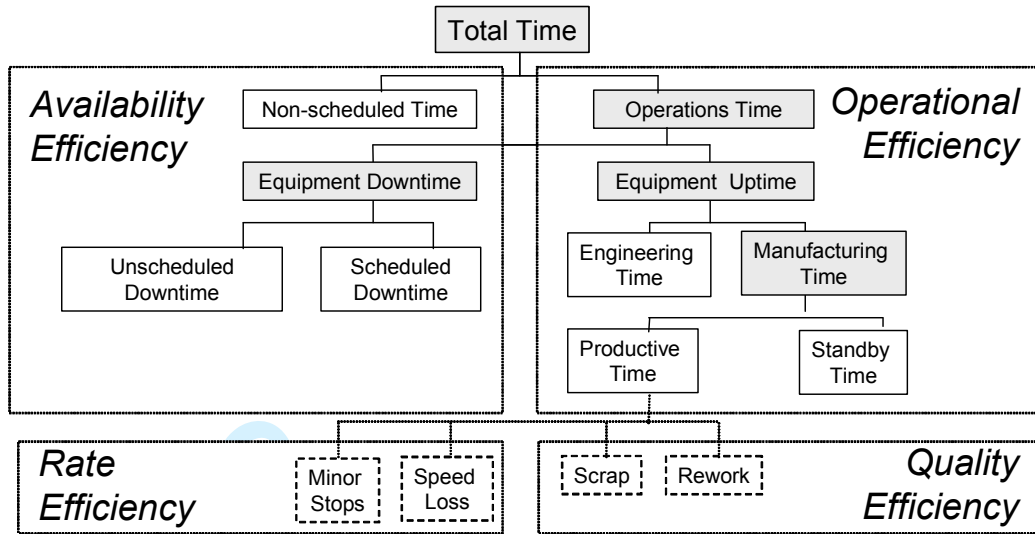 Total Time
Availability
Efficiency
Non-scheduled Time
Operations Time
Operational
Efficiency
Equipment Downtime
Equipment Uptime
Unscheduled
Downtime
Scheduled
Downtime
Engineering
Time
Manufacturing
Time
Productive
Time
Standby
Time
Rate
Efficiency
Minor
Stops
Speed
Loss
Scrap
Rework
Quality
Efficiency